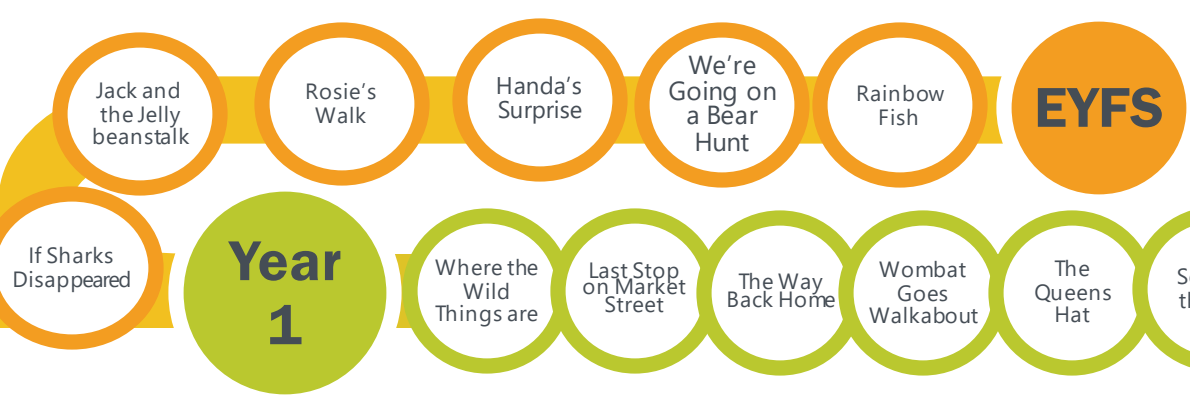 Jack and
the Jelly
beanstalk
Rosie's
Walk
Handa's
Surprise
We're
Going on
a Bear
Hunt
Rainbow
Fish
EYFS
If Sharks
Disappeared
Year
1
Where the
Wild
Things are
Last Stop
on Market
Street
The Way
Back Home
Wombat
Goes
Walkabout
The
Queens
Hat